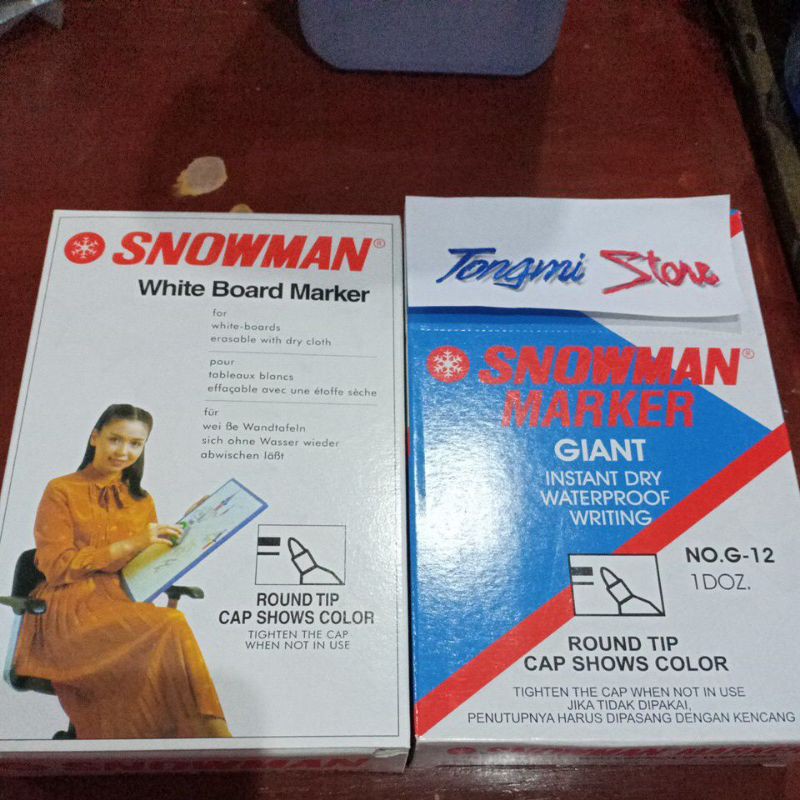 SNOWMAN®
White Board Marker
for
white-boards
erasable with dry cloth
pour
tableaux blancs
effaçable avec une étoffe sèche
für
wei ße Wandtafeln
sich ohne Wasser wieder
abwischen läßt
ROUND TIP
CAP SHOWS COLOR
TIGHTEN THE CAP
WHEN NOT IN USE
Tongmi Store
SNOWMAN®
MARKER
GIANT
INSTANT DRY
WATERPROOF
WRITING
NO.G-12
1DOZ.
ROUND TIP
CAP SHOWS COLOR
TIGHTEN THE CAP WHEN NOT IN USE
JIKA TIDAK DIPAKAI,
PENUTUPNYA HARUS DIPASANG DENGAN KENCANG